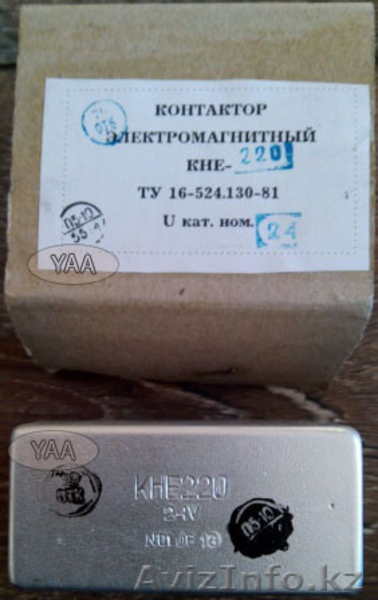 КОНТАКТОР
ЭЛЕКТРОМАГНИТНЫЙ
КНЕ-220
ТУ 16-524.130-81
U кат. ном. 24
YAA
YAA
КНЕ220
24V
AvizInfo.kz